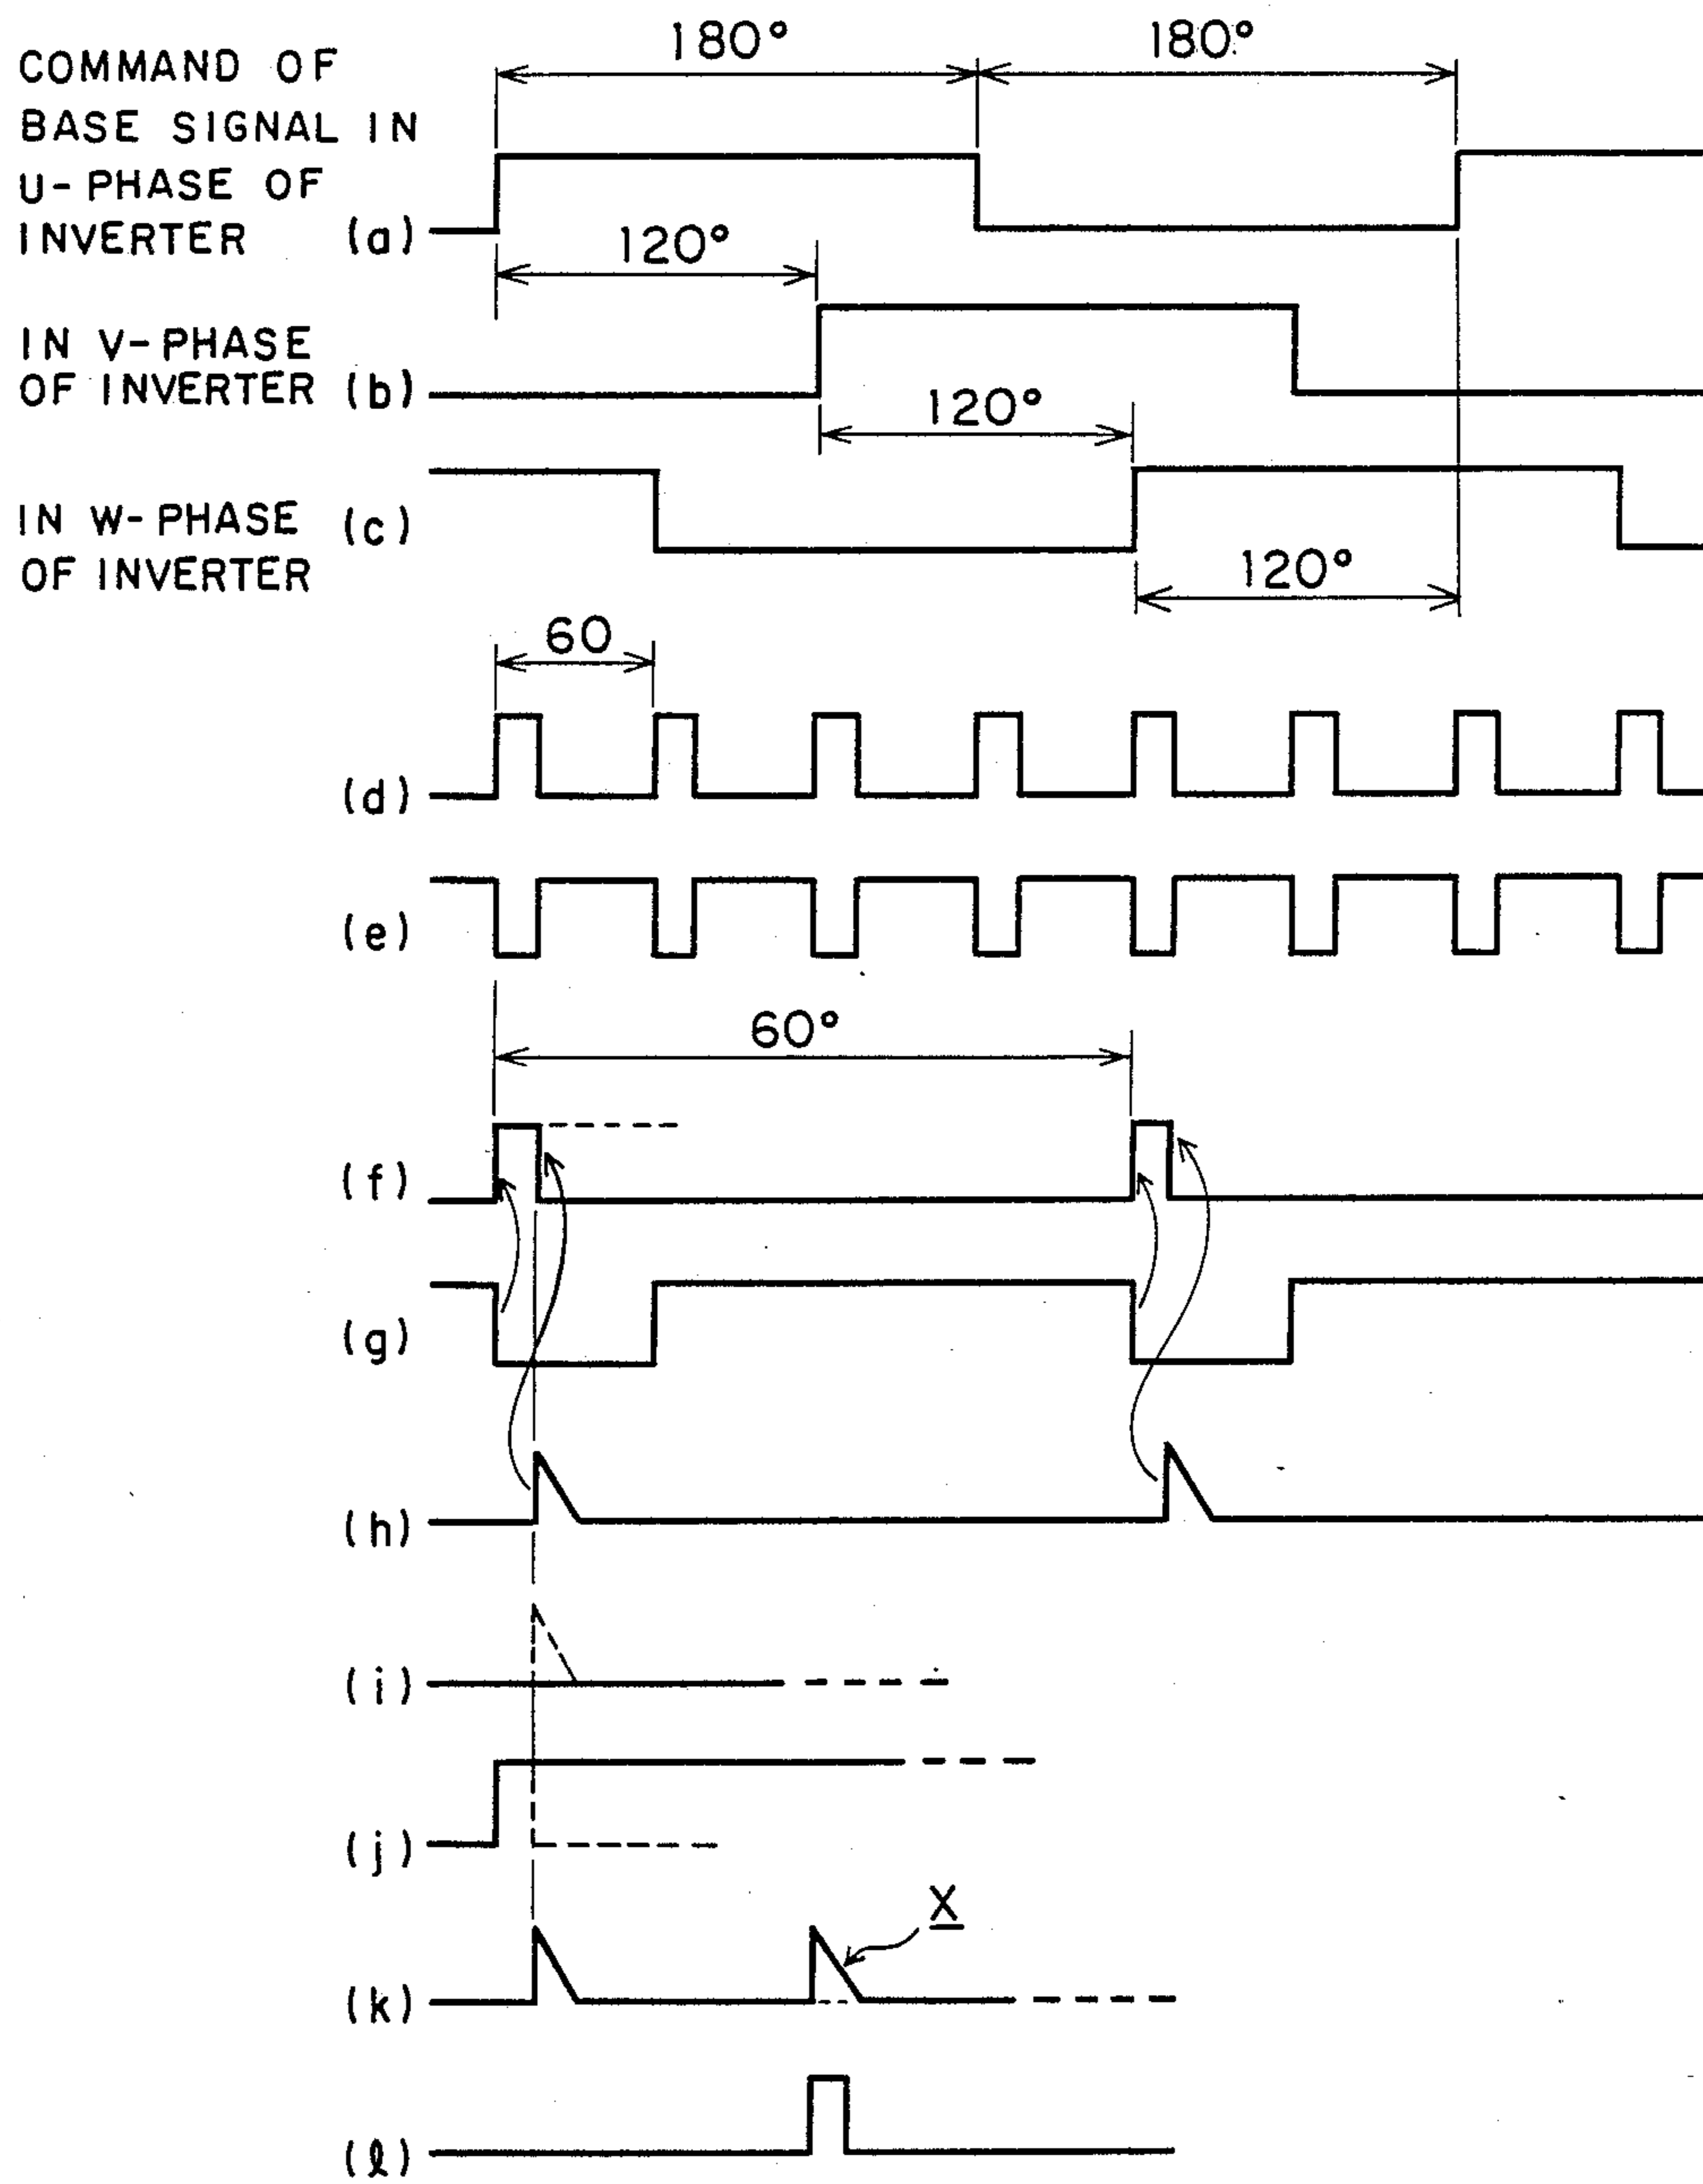 180° 180°
COMMAND OF
BASE SIGNAL IN
U-PHASE OF
INVERTER (a)
120°
IN V-PHASE
OF INVERTER (b)
120°
IN W-PHASE (c)
OF INVERTER
120°
60
(d)
(e)
60°
(f)
(g)
(h)
(i)
(j)
X
(k)
(ℓ)